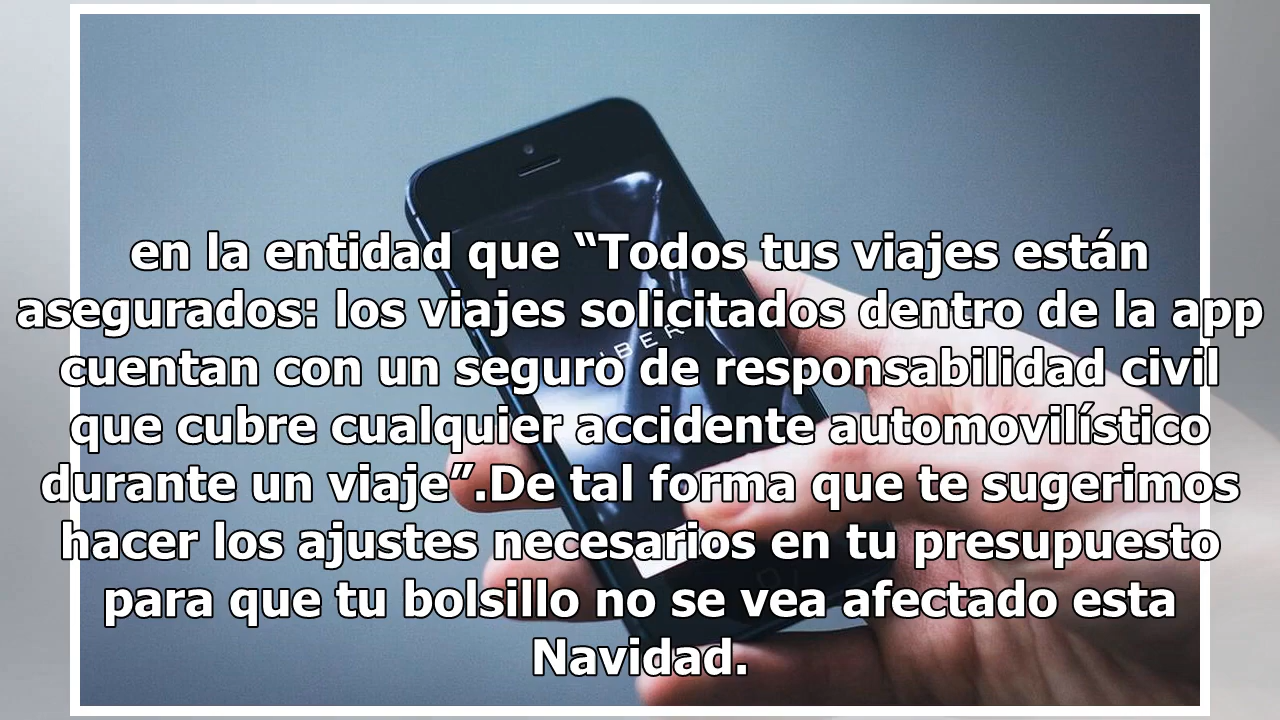 en la entidad que “Todos tus viajes están
asegurados: los viajes solicitados dentro de la app
cuentan con un seguro de responsabilidad civil
que cubre cualquier accidente automovilístico
durante un viaje”.De tal forma que te sugerimos
hacer los ajustes necesarios en tu presupuesto
para que tu bolsillo no se vea afectado esta
Navidad.
UBER